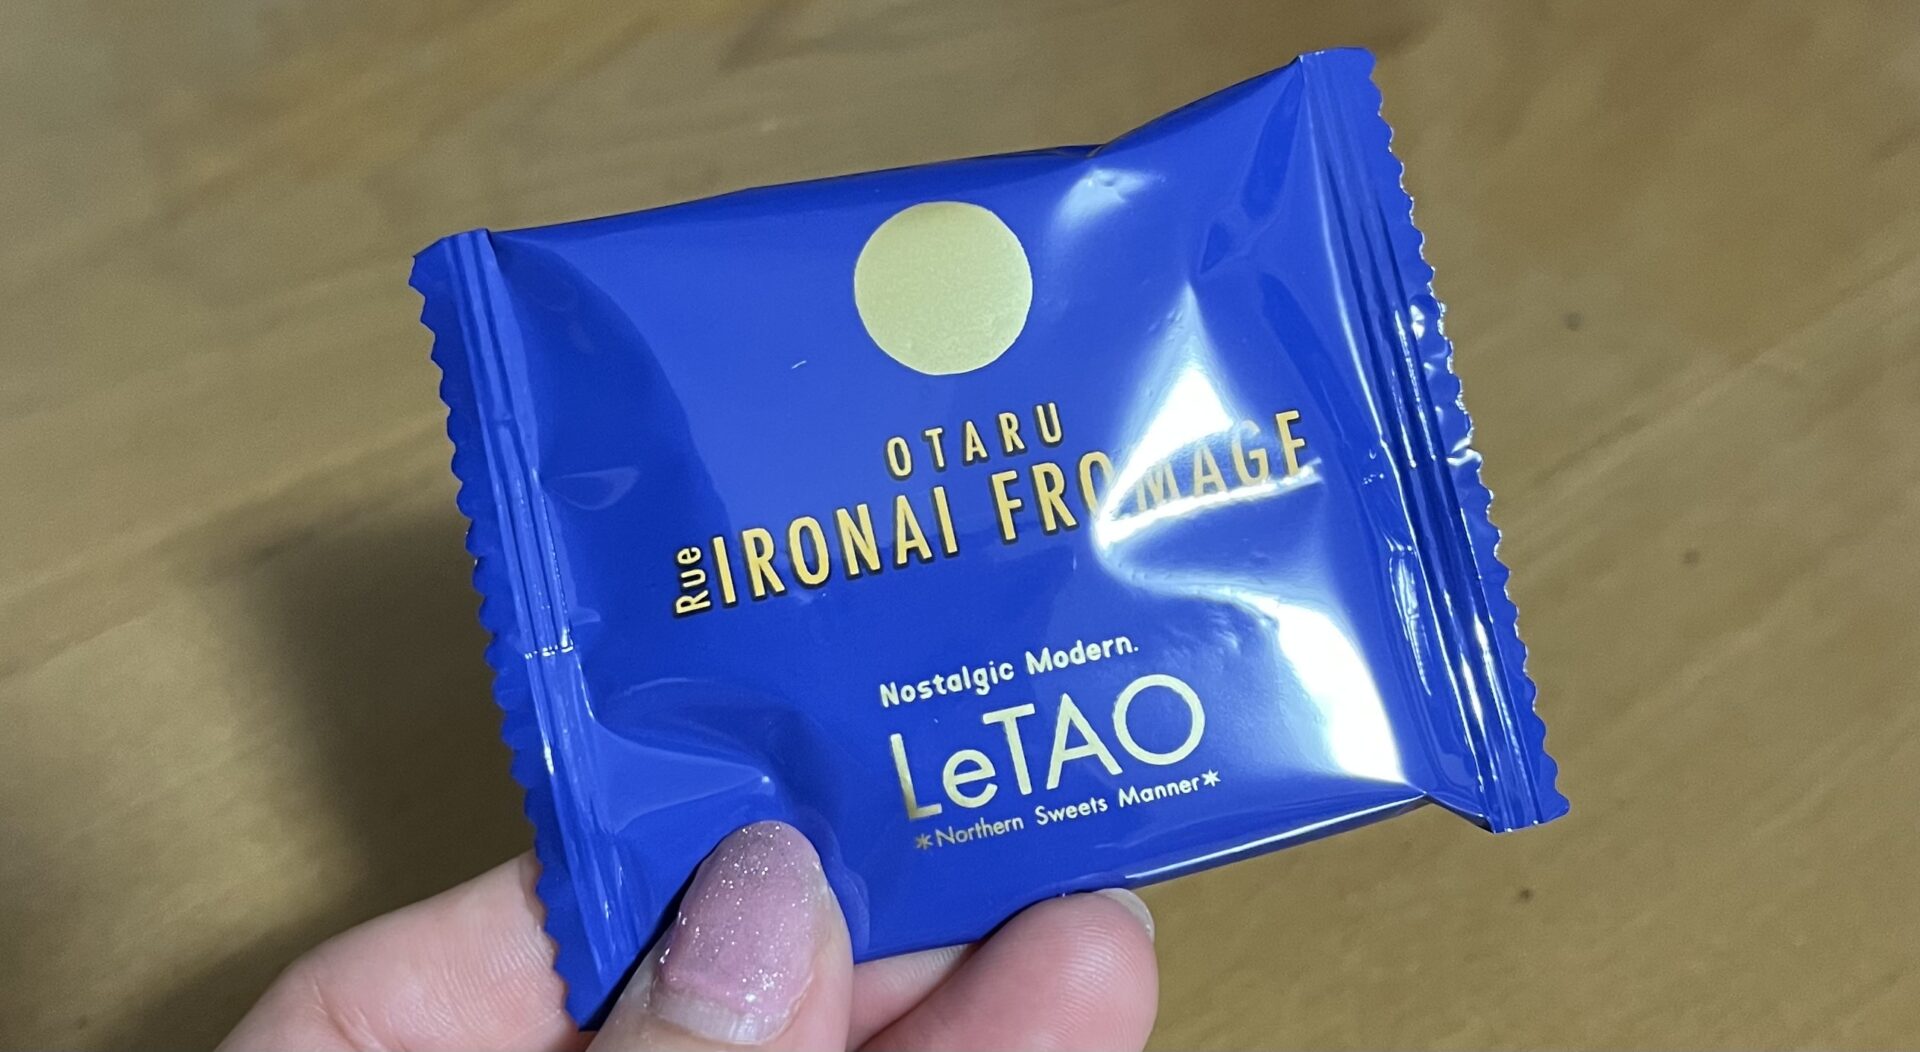 OTARU
Rue IRONAI FROMAGE
Nostalgic Modern.
LeTAO
*Northern Sweets Manner*